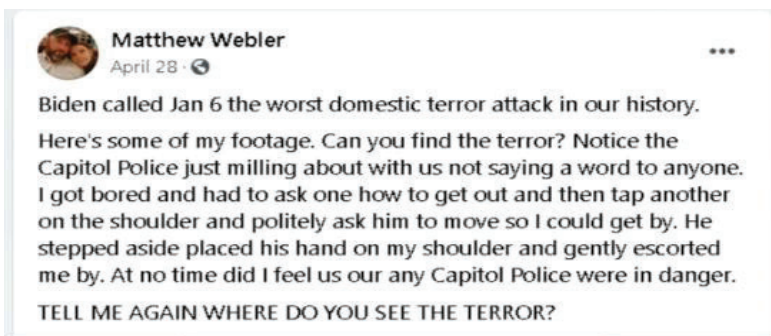 Matthew Webler
April 28 ·
Biden called Jan 6 the worst domestic terror attack in our history.
Here's some of my footage. Can you find the terror? Notice the
Capitol Police just milling about with us not saying a word to anyone.
I got bored and had to ask one how to get out and then tap another
on the shoulder and politely ask him to move so I could get by. He
stepped aside placed his hand on my shoulder and gently escorted
me by. At no time did I feel us our any Capitol Police were in danger.
TELL ME AGAIN WHERE DO YOU SEE THE TERROR?